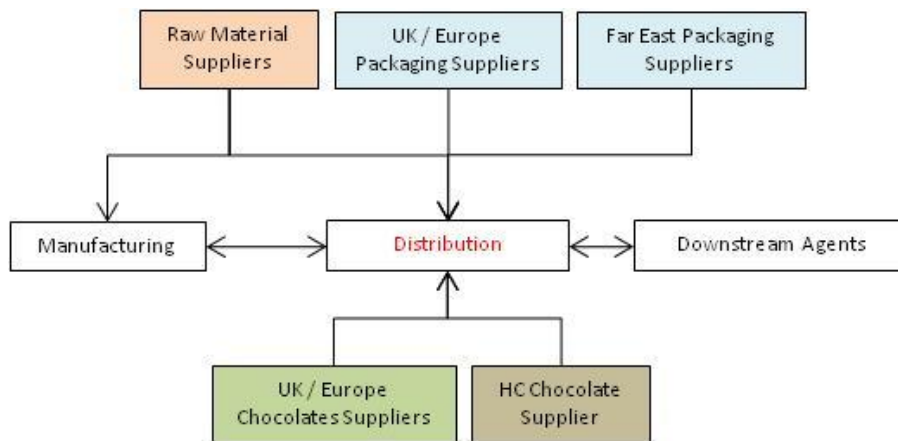 Raw Material
Suppliers
UK / Europe
Packaging Suppliers
Far East Packaging
Suppliers
Manufacturing
Distribution
Downstream Agents
UK / Europe
Chocolates Suppliers
HC Chocolate
Supplier